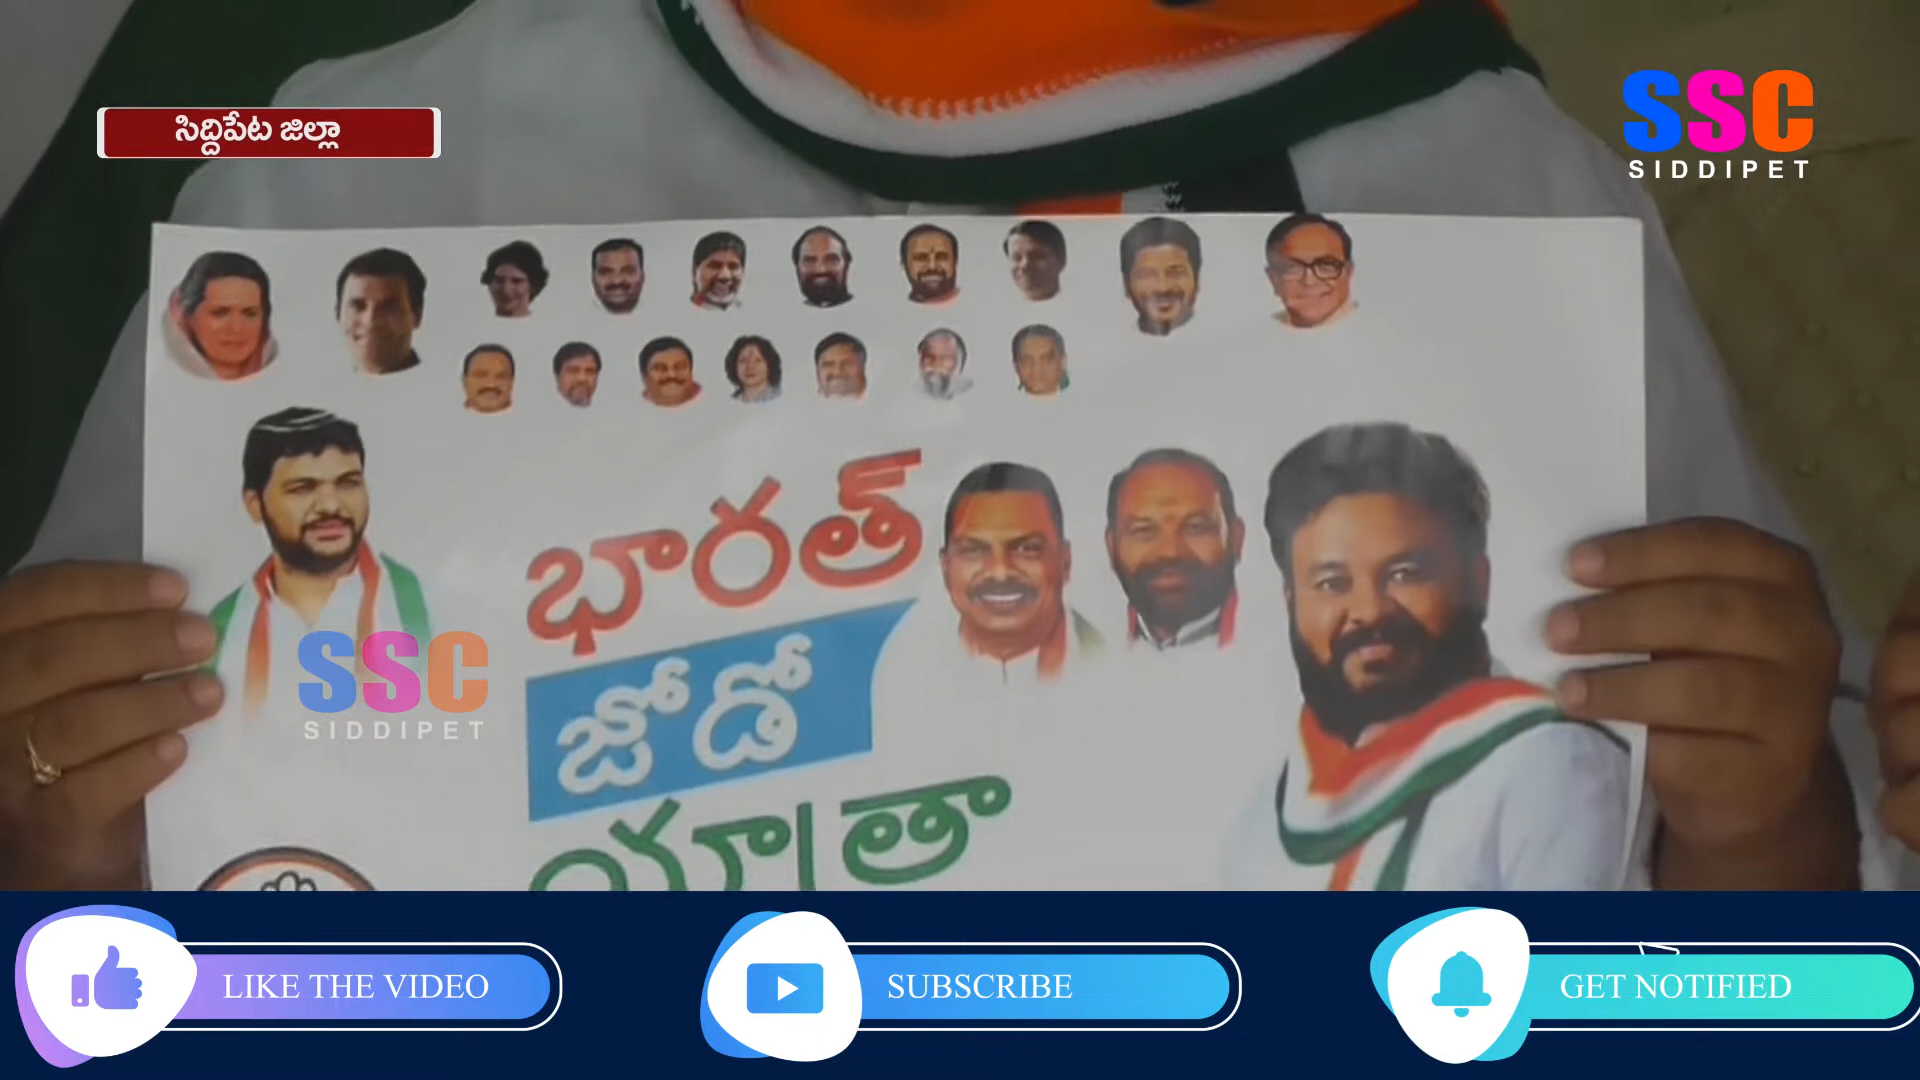 సిద్దిపేట జిల్లా
SSC
SIDDIPET
భారత్
జోడో
యాత్రా
SSC
SIDDIPET
LIKE THE VIDEO
SUBSCRIBE
GET NOTIFIED